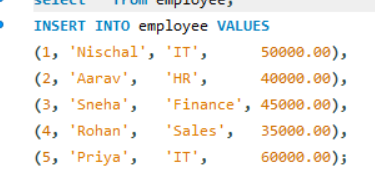 select * from employee;
INSERT INTO employee VALUES
(1, 'Nischal', 'IT', 50000.00),
(2, 'Aarav', 'HR', 40000.00),
(3, 'Sneha', 'Finance', 45000.00),
(4, 'Rohan', 'Sales', 35000.00),
(5, 'Priya', 'IT', 60000.00);